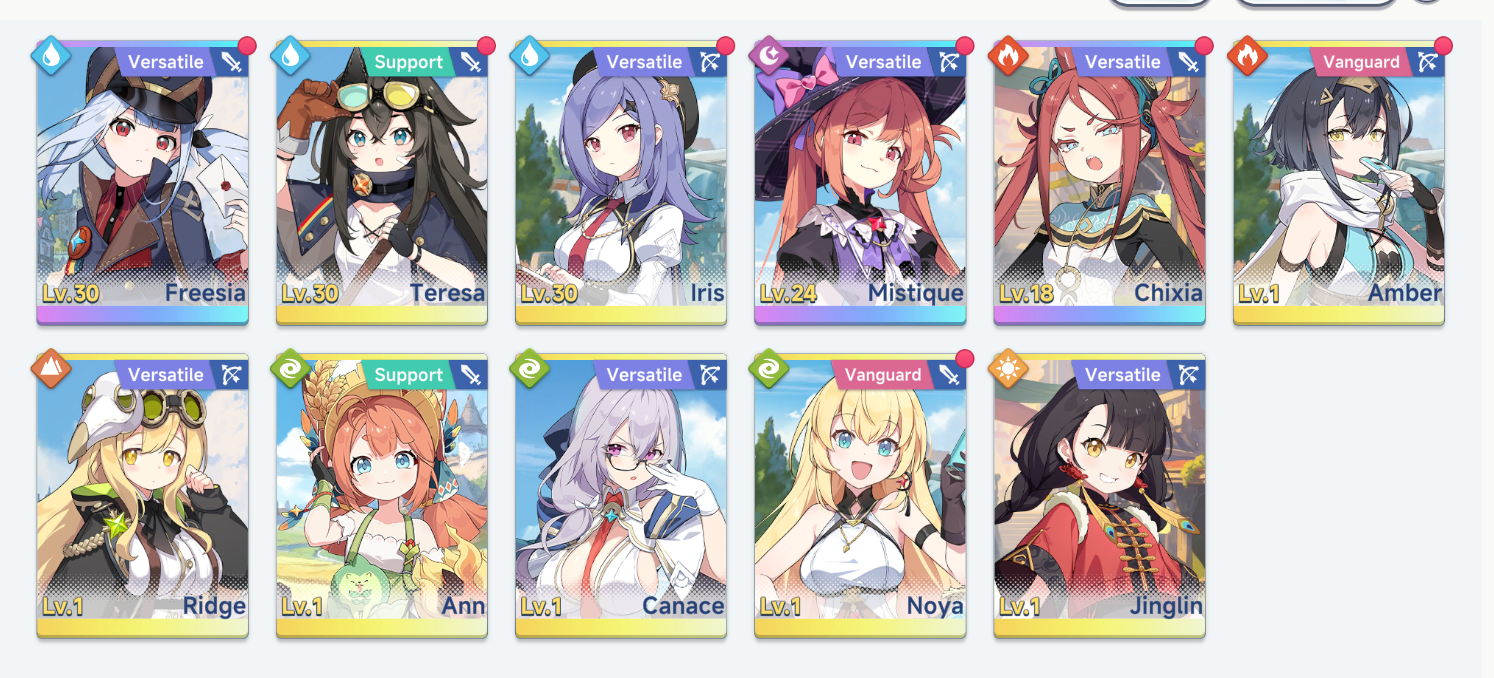 Versatile
Lv.30 Freesia
Support
Lv.30 Teresa
Versatile
Lv.30 Iris
Versatile
Lv.24 Mistique
Versatile
Lv.18 Chixia
Vanguard
Lv.1 Amber
Versatile
Lv.1 Ridge
Support
Lv.1 Ann
Versatile
Lv.1 Canace
Vanguard
Lv.1 Noya
Versatile
Lv.1 Jinglin